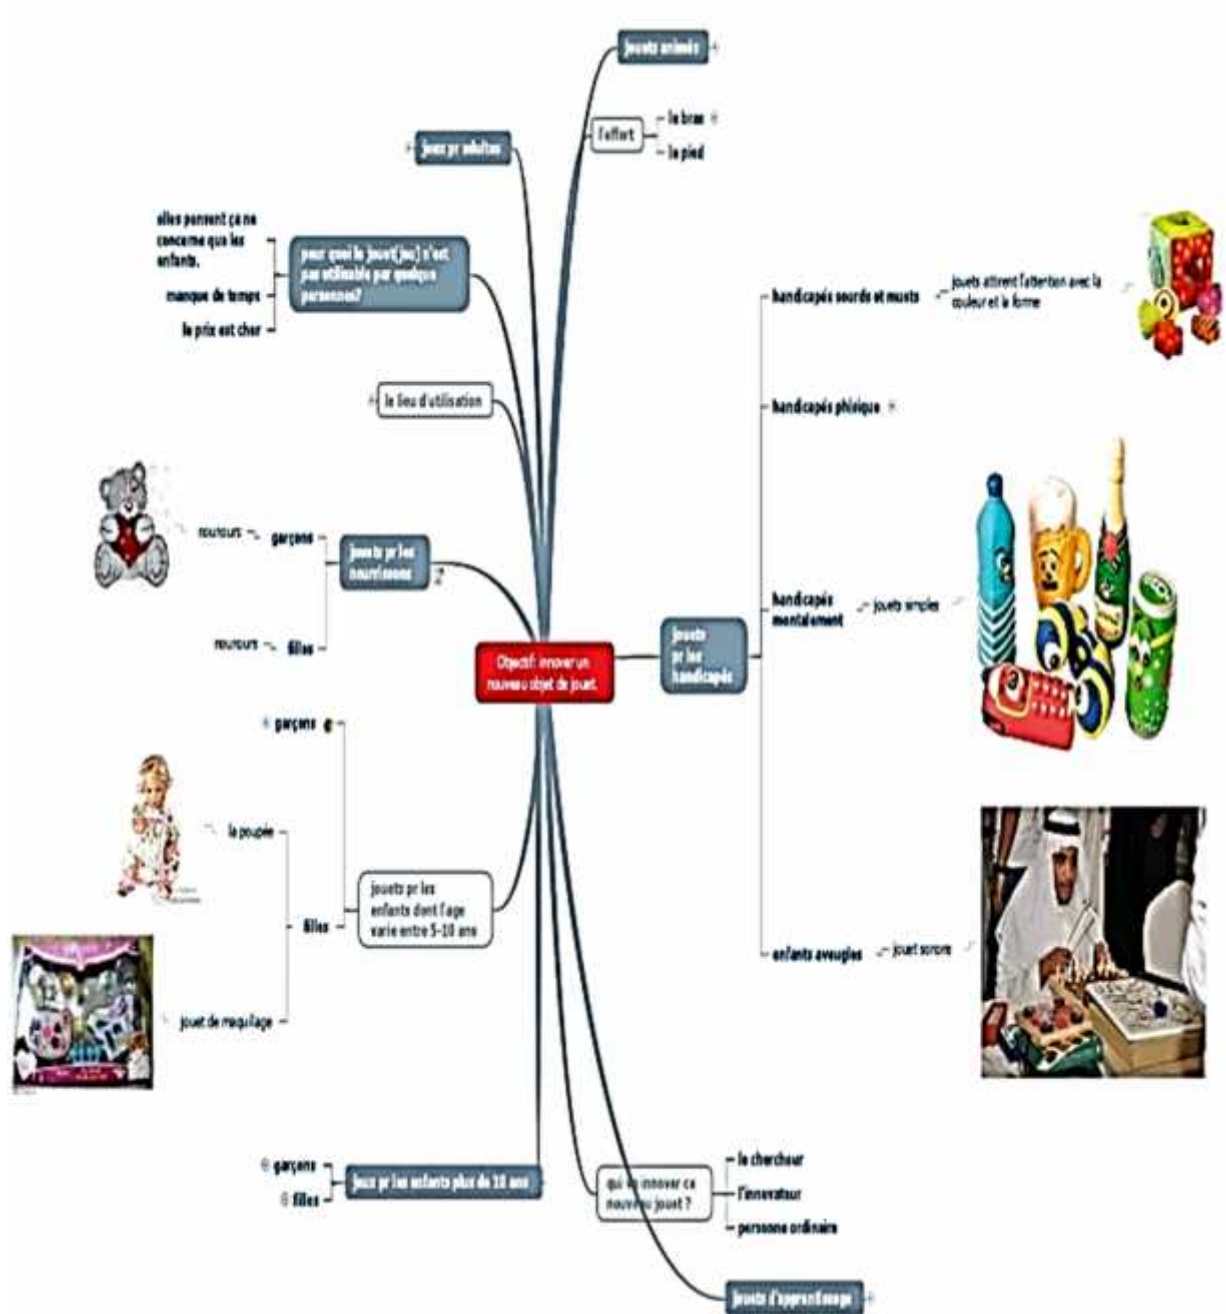 jouets animés
l'effort
le bras
le pied
jeux pr adultes
elles pensent ça ne
concerne que les
enfants.
manque de temps
le prix est cher
pour quoi le jouet(jeu) n'est
pas utilisable par quelque
personnes?
le lieu d'utilisation
handicapés sourds et muets
jouets attirent l'attention avec la
couleur et la forme
handicapés phisique
handicapés
mentalement
jouets simples
jouets
pr les
handicapés
enfants aveugles
jouet sonore
nounours
garçons
jouets pr les
nourrissons
nounours
filles
Objectif: innover un
nouveau objet de jouet.
garçons
la poupée
filles
jouet de maquilage
jouets pr les
enfants dont l'age
varie entre 5-10 ans
garçons
filles
jeux pr les enfants plus de 10 ans
qui innover ce
nouveau jouet ?
le chercheur
l'innovateur
personne ordinaire
jouets d'apprentissage